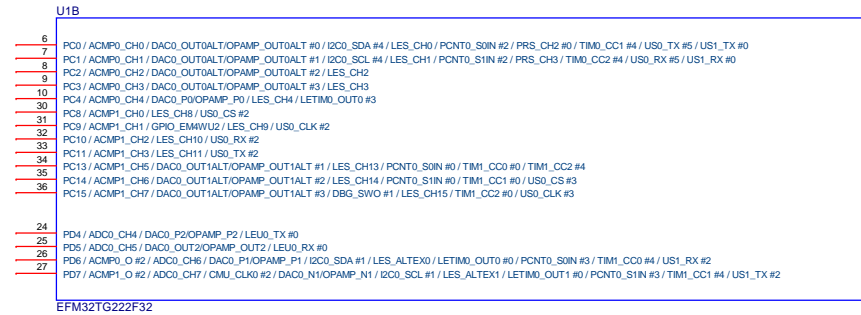 U1B
6 PC0 / ACMP0_CH0 / DAC0_OUT0ALT/OPAMP_OUT0ALT #0 / I2C0_SDA #4 / LES_CH0 / PCNT0_S0IN #2 / PRS_CH2 #0 / TIM0_CC1 #4 / US0_TX #5 / US1_TX #0
7 PC1 / ACMP0_CH1 / DAC0_OUT0ALT/OPAMP_OUT0ALT #1 / I2C0_SCL #4 / LES_CH1 / PCNT0_S1IN #2 / PRS_CH3 / TIM0_CC2 #4 / US0_RX #5 / US1_RX #0
8 PC2 / ACMP0_CH2 / DAC0_OUT0ALT/OPAMP_OUT0ALT #2 / LES_CH2
9 PC3 / ACMP0_CH3 / DAC0_OUT0ALT/OPAMP_OUT0ALT #3 / LES_CH3
10 PC4 / ACMP0_CH4 / DAC0_P0/OPAMP_P0 / LES_CH4 / LETIM0_OUT0 #3
30 PC8 / ACMP1_CH0 / LES_CH8 / US0_CS #2
31 PC9 / ACMP1_CH1 / GPIO_EM4WU2 / LES_CH9 / US0_CLK #2
32 PC10 / ACMP1_CH2 / LES_CH10 / US0_RX #2
33 PC11 / ACMP1_CH3 / LES_CH11 / US0_TX #2
34 PC13 / ACMP1_CH5 / DAC0_OUT1ALT/OPAMP_OUT1ALT #1 / LES_CH13 / PCNT0_S0IN #0 / TIM1_CC0 #0 / TIM1_CC2 #4
35 PC14 / ACMP1_CH6 / DAC0_OUT1ALT/OPAMP_OUT1ALT #2 / LES_CH14 / PCNT0_S1IN #0 / TIM1_CC1 #0 / US0_CS #3
36 PC15 / ACMP1_CH7 / DAC0_OUT1ALT/OPAMP_OUT1ALT #3 / DBG_SWO #1 / LES_CH15 / TIM1_CC2 #0 / US0_CLK #3
24 PD4 / ADC0_CH4 / DAC0_P2/OPAMP_P2 / LEU0_TX #0
25 PD5 / ADC0_CH5 / DAC0_OUT2/OPAMP_OUT2 / LEU0_RX #0
26 PD6 / ACMP0_O #2 / ADC0_CH6 / DAC0_P1/OPAMP_P1 / I2C0_SDA #1 / LES_ALTEX0 / LETIM0_OUT0 #0 / PCNT0_S0IN #3 / TIM1_CC0 #4 / US1_RX #2
27 PD7 / ACMP1_O #2 / ADC0_CH7 / CMU_CLK0 #2 / DAC0_N1/OPAMP_N1 / I2C0_SCL #1 / LES_ALTEX1 / LETIM0_OUT1 #0 / PCNT0_S1IN #3 / TIM1_CC1 #4 / US1_TX #2
EFM32TG222F32